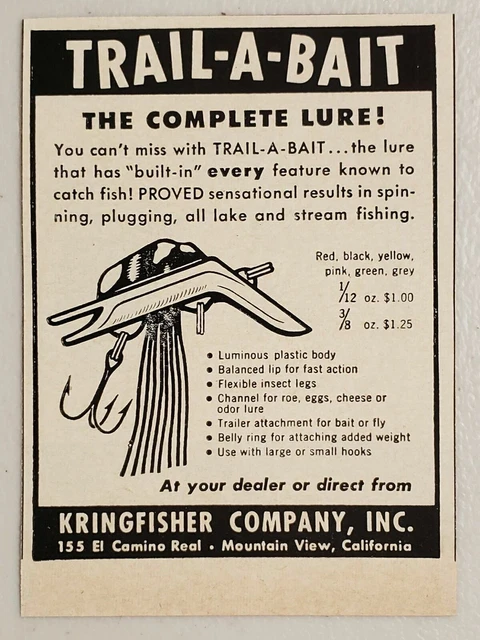 TRAIL-A-BAIT
THE COMPLETE LURE!
You can't miss with TRAIL-A-BAIT...the lure
that has "built-in" every feature known to
catch fish! PROVED sensational results in spin-
ning, plugging, all lake and stream fishing.
Red, black, yellow,
pink, green, grey
1/12 oz. $1.00
3/8 oz. $1.25
• Luminous plastic body
• Balanced lip for fast action
• Flexible insect legs
• Channel for roe, eggs, cheese or
odor lure
• Trailer attachment for bait or fly
• Belly ring for attaching added weight
• Use with large or small hooks
At your dealer or direct from
KRINGFISHER COMPANY, INC.
155 El Camino Real • Mountain View, California